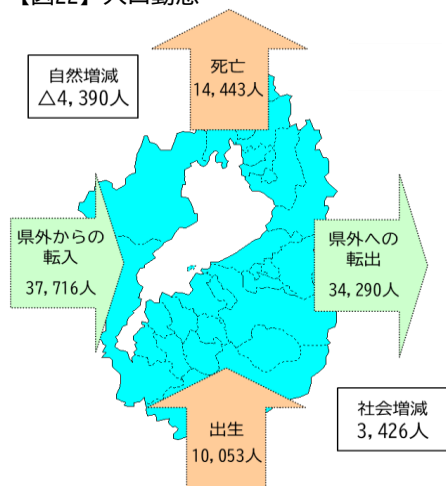 【図22】人口動態
死亡
14,443人
自然増減
△4,390人
県外からの
転入
37,716人
県外への
転出
34,290人
社会増減
3,426人
出生
10,053人